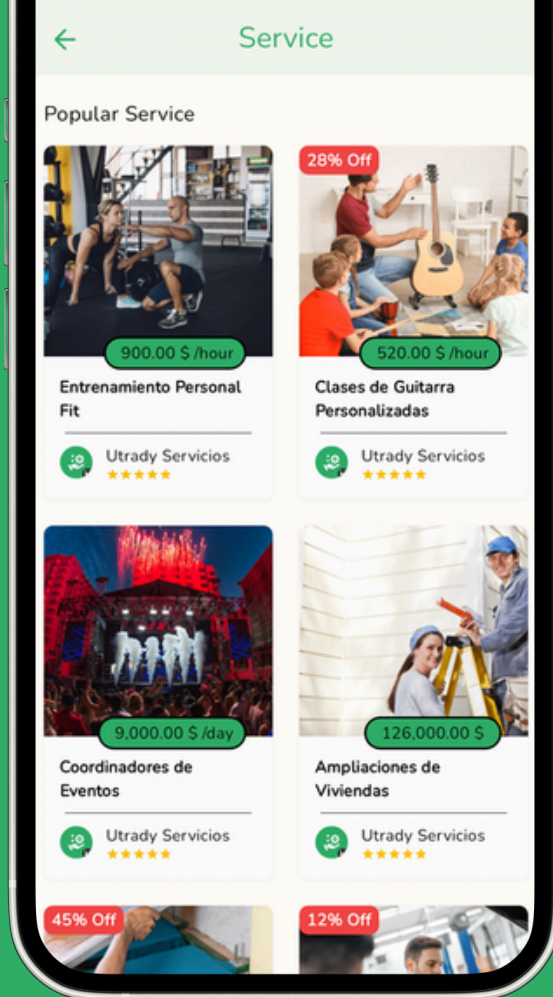 Service
Popular Service
28% Off
900.00 $ /hour
520.00 $ /hour
Entrenamiento Personal
Fit
Clases de Guitarra
Personalizadas
Utrady Servicios
Utrady Servicios
9,000.00 $ /day
126,000.00 $
Coordinadores de
Eventos
Ampliaciones de
Viviendas
Utrady Servicios
Utrady Servicios
45% Off
12% Off